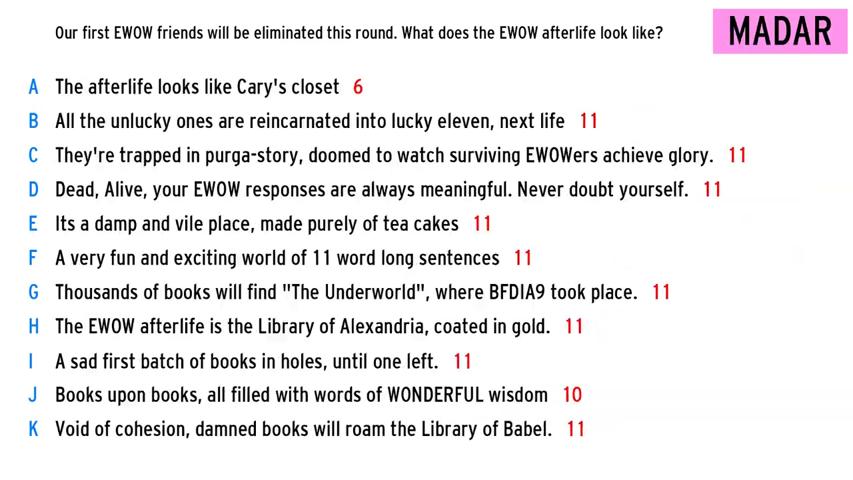 Our first EWOW friends will be eliminated this round. What does the EWOW afterlife look like?
MADAR
A The afterlife looks like Cary's closet 6
B All the unlucky ones are reincarnated into lucky eleven, next life 11
C They're trapped in purga-story, doomed to watch surviving EWOWers achieve glory. 11
D Dead, Alive, your EWOW responses are always meaningful. Never doubt yourself. 11
E Its a damp and vile place, made purely of tea cakes 11
F A very fun and exciting world of 11 word long sentences 11
G Thousands of books will find "The Underworld", where BFDIA9 took place. 11
H The EWOW afterlife is the Library of Alexandria, coated in gold. 11
I A sad first batch of books in holes, until one left. 11
J Books upon books, all filled with words of WONDERFUL wisdom 10
K Void of cohesion, damned books will roam the Library of Babel. 11